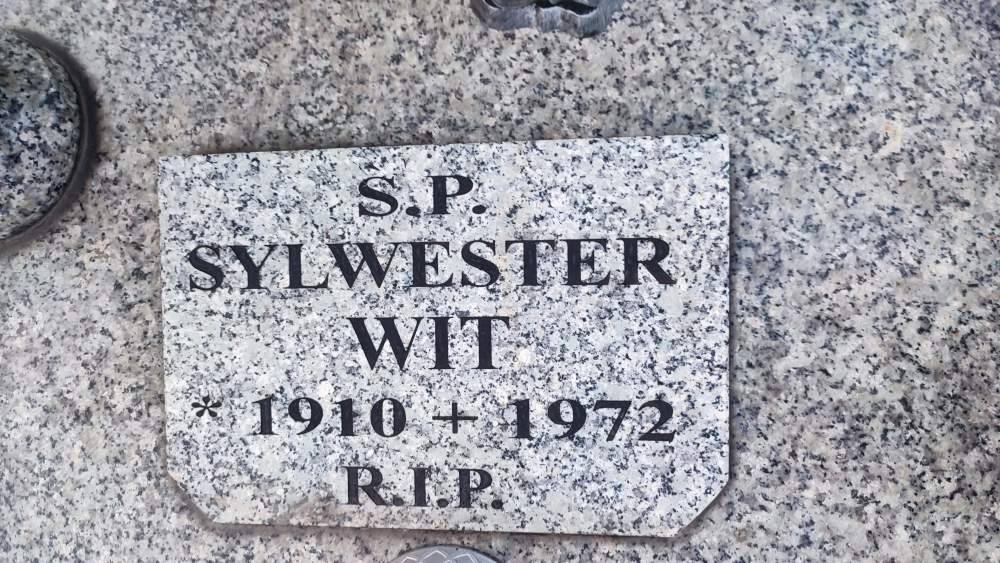 S.P.
SYLWESTER
WIT
* 1910 + 1972
R.I.P.